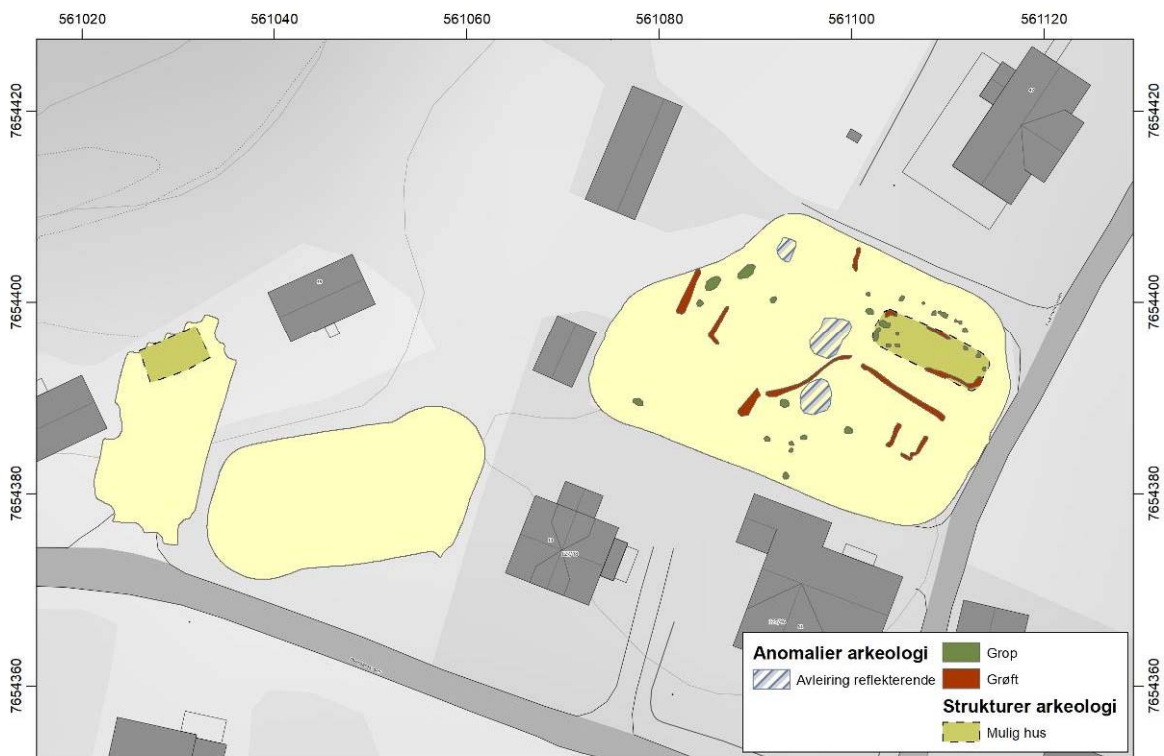 561020 561040 561060 561080 561100 561120
7654420 7654420
7654400 7654400
7654380 7654380
7654360 7654360
Anomalier arkeologi
Avleiring reflekterende
Grop
Grøft
Strukturer arkeologi
Mulig hus